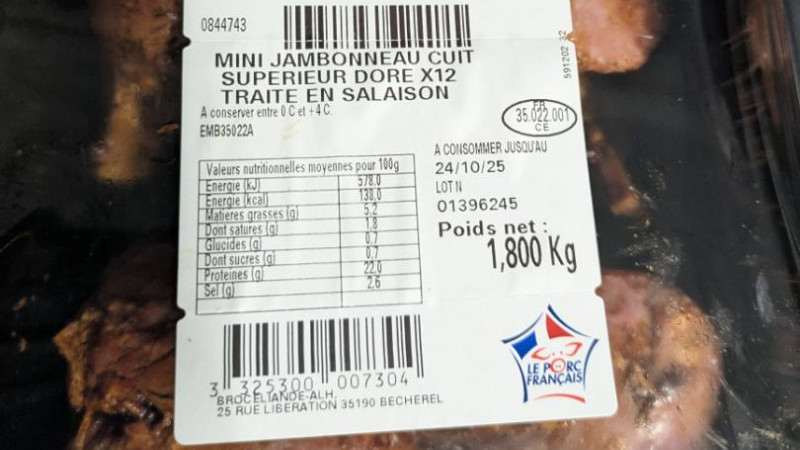 0844743
591202 32
MINI JAMBONNEAU CUIT
SUPERIEUR DORE X12
TRAITE EN SALAISON
A conserver entre 0 C et +4 C.
EMB35022A
FR
35.022.001
CE
A CONSOMMER JUSQU'AU
24/10/25
LOT N
01396245
Poids net :
1,800 Kg
Valeurs nutritionnelles moyennes pour 100g
Energie (kJ) 578.0
Energie (kcal) 138.0
Matieres grasses (g) 5.2
Dont satures (g) 1.8
Glucides (g) 0.7
Dont sucres (g) 0.7
Proteines (g) 22.0
Sel (g) 2.6
3 325300 007304
BROCELIANDE-ALH,
25 RUE LIBERATION 35190 BECHEREL
LE PORC
FRANÇAIS